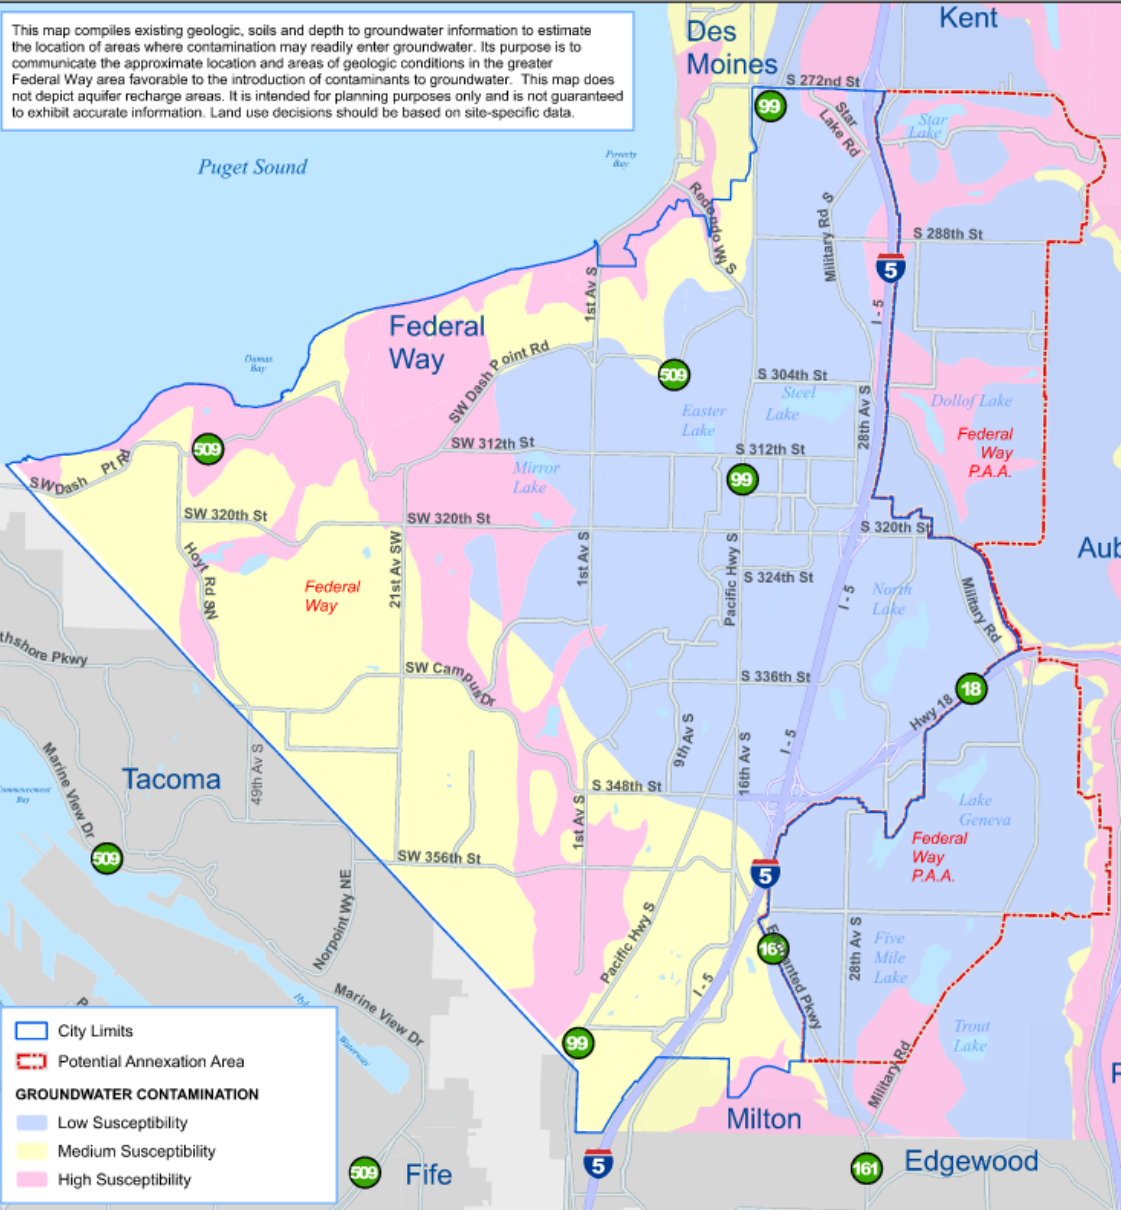 This map compiles existing geologic, soils and depth to groundwater information to estimate
the location of areas where contamination may readily enter groundwater. Its purpose is to
communicate the approximate location and areas of geologic conditions in the greater
Federal Way area favorable to the introduction of contaminants to groundwater. This map does
not depict aquifer recharge areas. It is intended for planning purposes only and is not guaranteed
to exhibit accurate information. Land use decisions should be based on site-specific data.
Kent
Des
Moines
S 272nd St
99
Star
Lake Rd
Star
Lake
Puget Sound
Poverty
Bay
Redondo Wy S
Military Rd S
S 288th St
5
1st Av S
I - 5
Federal
Way
Dumas
Bay
SW Dash Point Rd
509
S 304th St
Steel
Lake
28th Av S
Dollof Lake
Easter
Lake
Federal
Way
P.A.A.
SW 312th St
S 312th St
509
SW Dash
Pt Rd
Mirror
Lake
99
SW 320th St
SW 320th St
S 320th St
Aub
Hoyt Rd SW
21st Av SW
1st Av S
Pacific Hwy S
S 324th St
Federal
Way
I - 5
North
Lake
Military Rd
thshore Pkwy
SW Campus Dr
S 336th St
18
Hwy 18
9th Av S
16th Av S
I - 5
Marine View Dr
Tacoma
49th Av S
S 348th St
Commencement
Bay
Lake
Geneva
1st Av S
Federal
Way
P.A.A.
509
SW 356th St
5
Norpoint Wy NE
Pacific Hwy S
161
Enchanted Pkwy
28th Av S
Five
Mile
Lake
I - 5
Marine View Dr
Waterway
99
Trout
Lake
Military Rd
City Limits
Potential Annexation Area
GROUNDWATER CONTAMINATION
Low Susceptibility
Medium Susceptibility
High Susceptibility
Milton
5
509
Fife
161
Edgewood